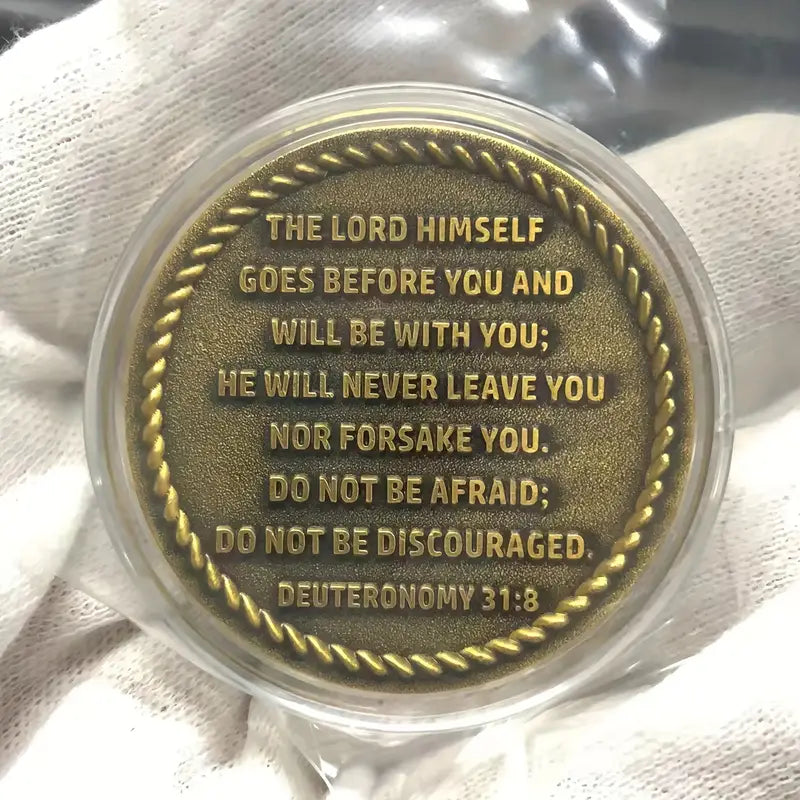 THE LORD HIMSELF
GOES BEFORE YOU AND
WILL BE WITH YOU;
HE WILL NEVER LEAVE YOU
NOR FORSAKE YOU.
DO NOT BE AFRAID;
DO NOT BE DISCOURAGED.
DEUTERONOMY 31:8